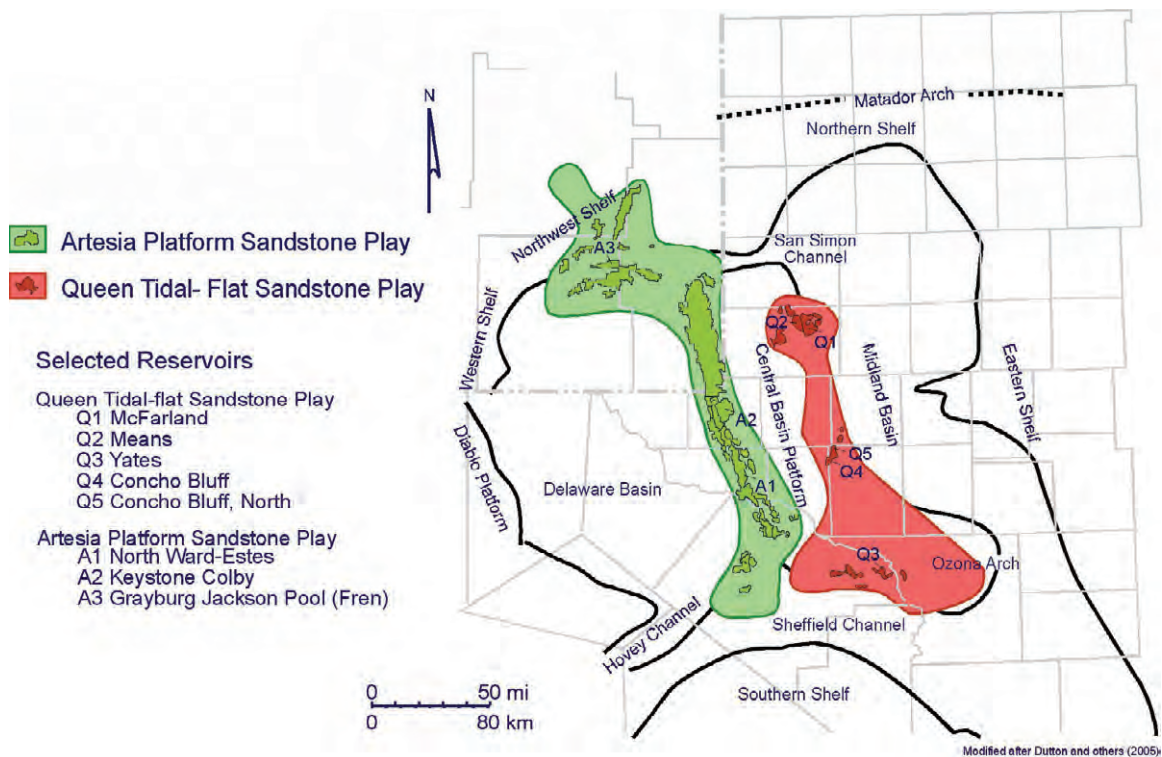 N
Matador Arch
Northern Shelf
Northwest Shelf
A3
San Simon
Channel
Artesia Platform Sandstone Play
Queen Tidal- Flat Sandstone Play
Q2
Q1
Western Shelf
Central Basin Platform
Midland Basin
Eastern Shelf
Selected Reservoirs
Queen Tidal-flat Sandstone Play
Q1 McFarland
Q2 Means
Q3 Yates
Q4 Concho Bluff
Q5 Concho Bluff, North
Artesia Platform Sandstone Play
A1 North Ward-Estes
A2 Keystone Colby
A3 Grayburg Jackson Pool (Fren)
A2
Q5
Q4
Diabic Platform
Delaware Basin
A1
Q3
Ozona Arch
Hovey Channel
Sheffield Channel
Southern Shelf
0 50 mi
0 80 km
Modified after Dutton and others (2005)